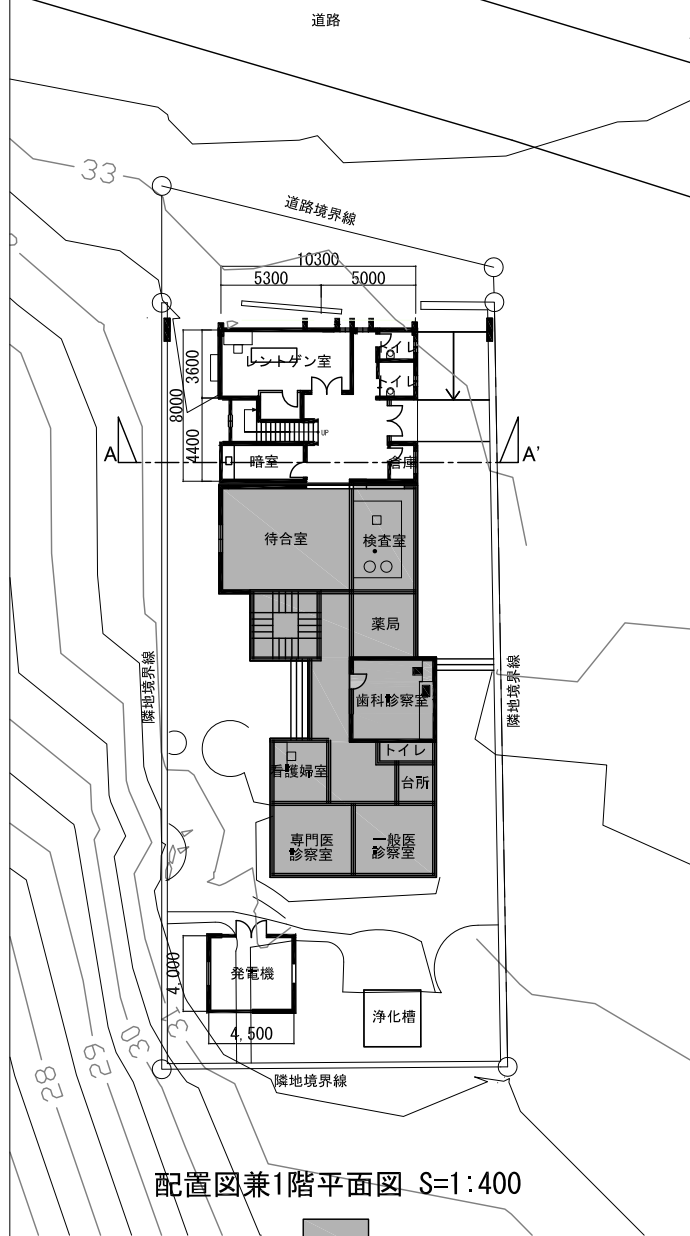 道路
33
道路境界線
10300
5300 5000
トイレ
レントゲン室
トイレ
3600
8000
4400
UP
A
A'
暗室
倉庫
待合室
検査室
薬局
隣地境界線
隣地境界線
歯科診察室
トイレ
看護婦室
台所
専門医
診察室
一般医
診察室
発電機
4,000
浄化槽
4,500
31
30
29
28
隣地境界線
配置図兼1階平面図 S=1:400